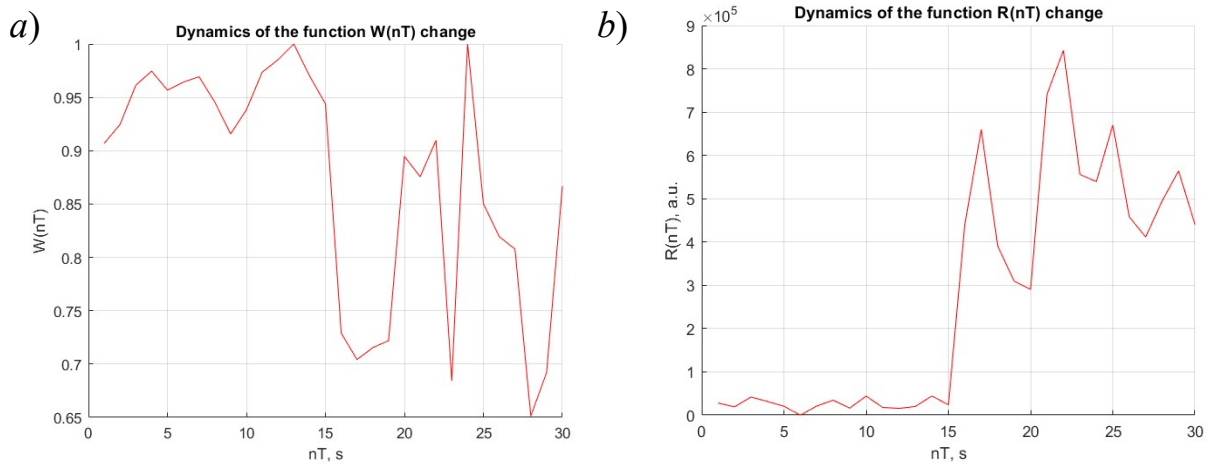 a)
Dynamics of the function W(nT) change
1
0.95
0.9
0.85
0.8
0.75
0.7
0.65
W(nT)
0 5 10 15 20 25 30
nT, s
b)
Dynamics of the function R(nT) change
×10⁵
9
8
7
6
5
4
3
2
1
0
R(nT), a.u.
0 5 10 15 20 25 30
nT, s